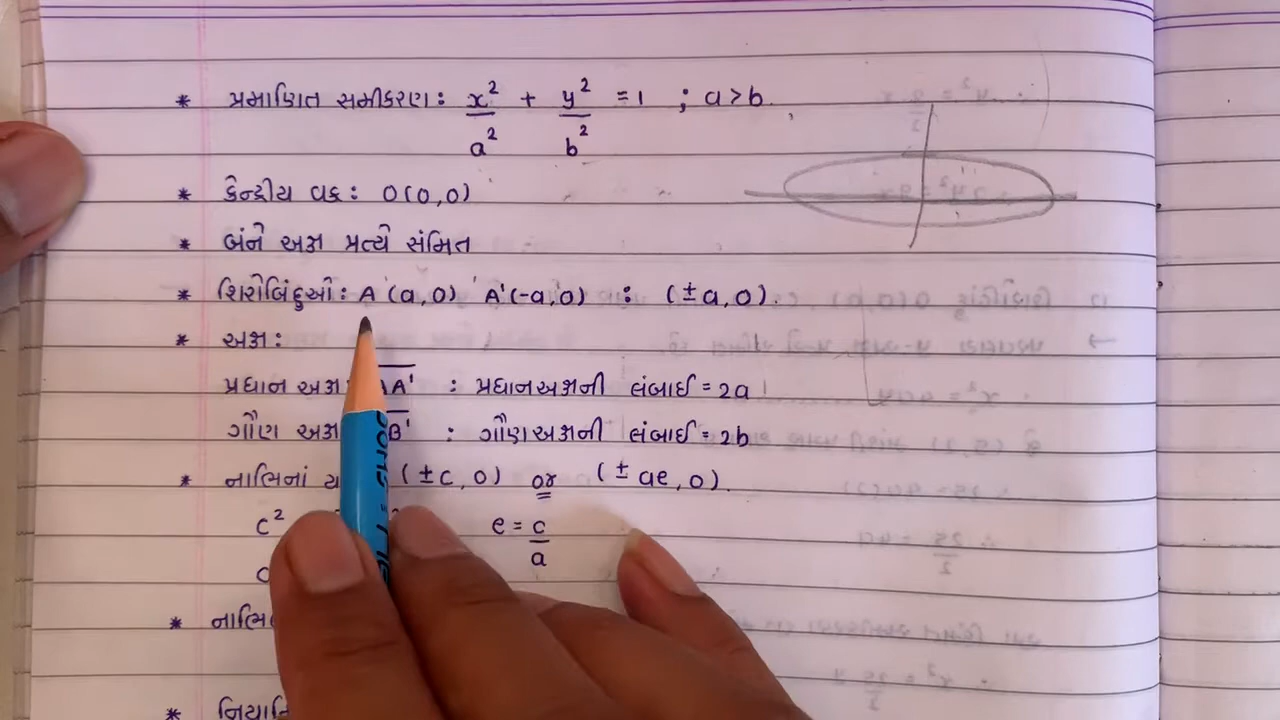 * પ્રમાણિત સમીકરણ: x²/a² + y²/b² = 1 ; a > b.
* કેન્દ્રીય વક્ર: O(0,0)
* બંને અક્ષ પ્રત્યે સંમિત
* શિરોબિંદુઓ: A(a,0) A'(-a,0) : (±a,0).
* અક્ષ:
પ્રધાન અક્ષ AA' : પ્રધાનઅક્ષની લંબાઈ = 2a
ગૌણ અક્ષ B' : ગૌણઅક્ષની લંબાઈ = 2b
* નાભિનાં (±c,0) or (±ae,0).
c² e = c/a
* નાભિ
* નિયા